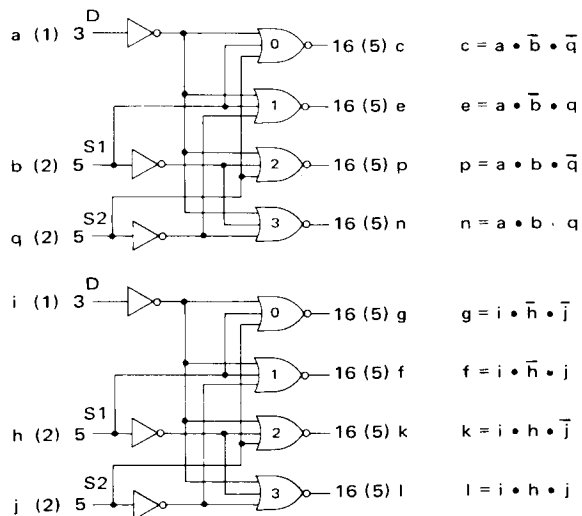 D
a (1) 3 0 16 (5) c c = a • b̅ • q̅
1 16 (5) e e = a • b̅ • q
S1
b (2) 5 2 16 (5) p p = a • b • q̅
S2
q (2) 5 3 16 (5) n n = a • b · q
D
i (1) 3 0 16 (5) g g = i • h̅ • j̅
1 16 (5) f f = i • h̅ • j
S1
h (2) 5 2 16 (5) k k = i • h • j̅
S2
j (2) 5 3 16 (5) l l = i • h • j